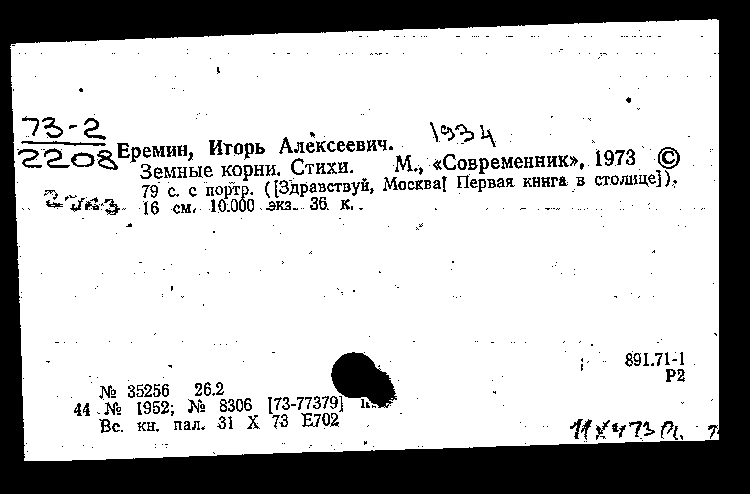 73-2
1934
2208 Еремин, Игорь Алексеевич.
Земные корни. Стихи. М., «Современник», 1973 ©
79 с. с портр. ([Здравствуй, Москва! Первая книга в столице]).
16 см. 10.000 экз. 36 к.
891.71-1
Р2
№ 35256 26.2
44 № 1952; № 8306 [73-77379]
Вс. кн. пал. 31 X 73 Е702